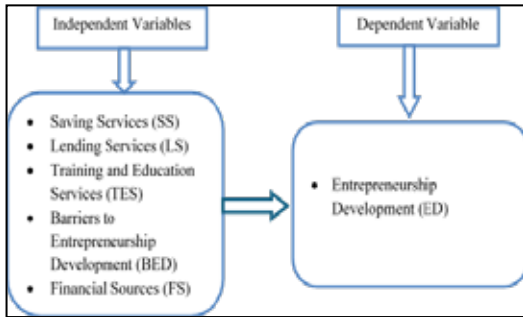 Independent Variables
Dependent Variable
• Saving Services (SS)
• Lending Services (LS)
• Training and Education
Services (TES)
• Barriers to
Entrepreneurship
Development (BED)
• Financial Sources (FS)
• Entrepreneurship
Development (ED)